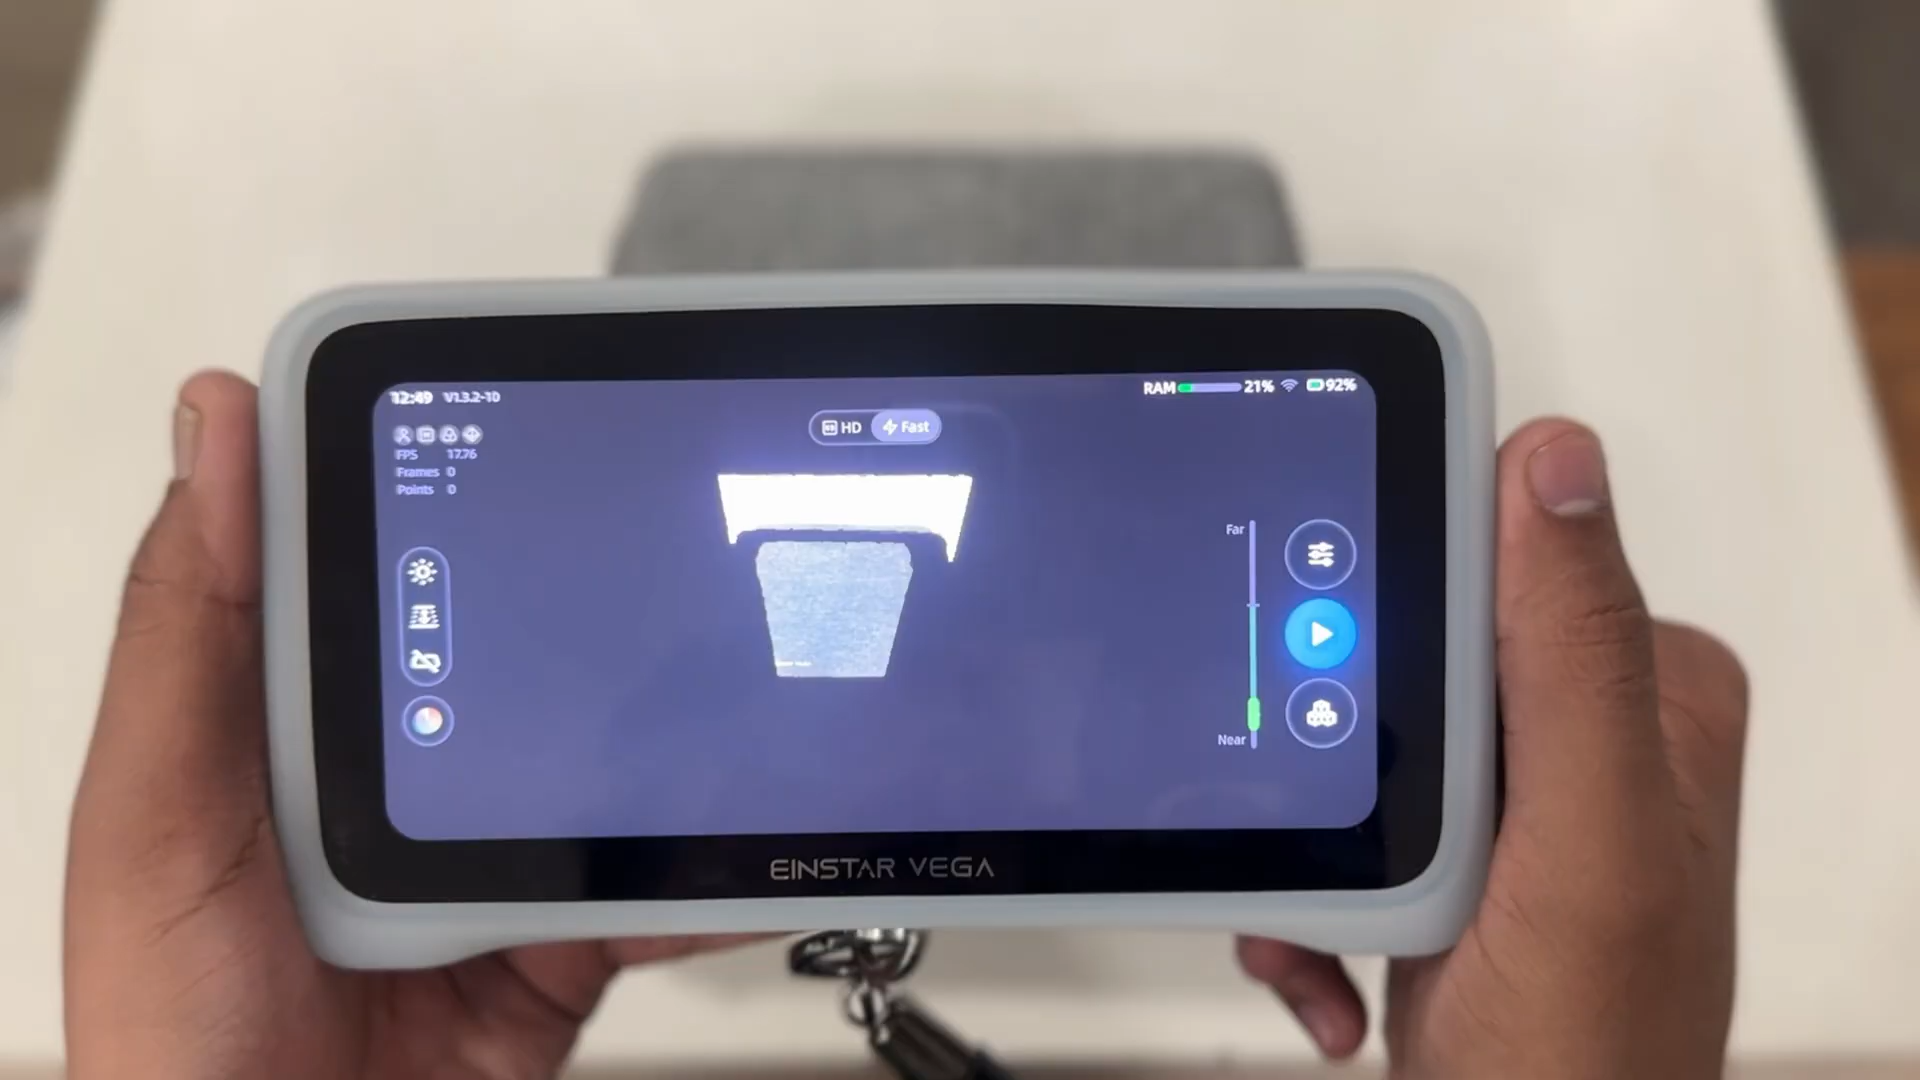 12:49 V1.3.2-10
RAM 21% 92%
HD Fast
FPS 17.76
Frames 0
Points 0
Far
Near
EINSTAR VEGA